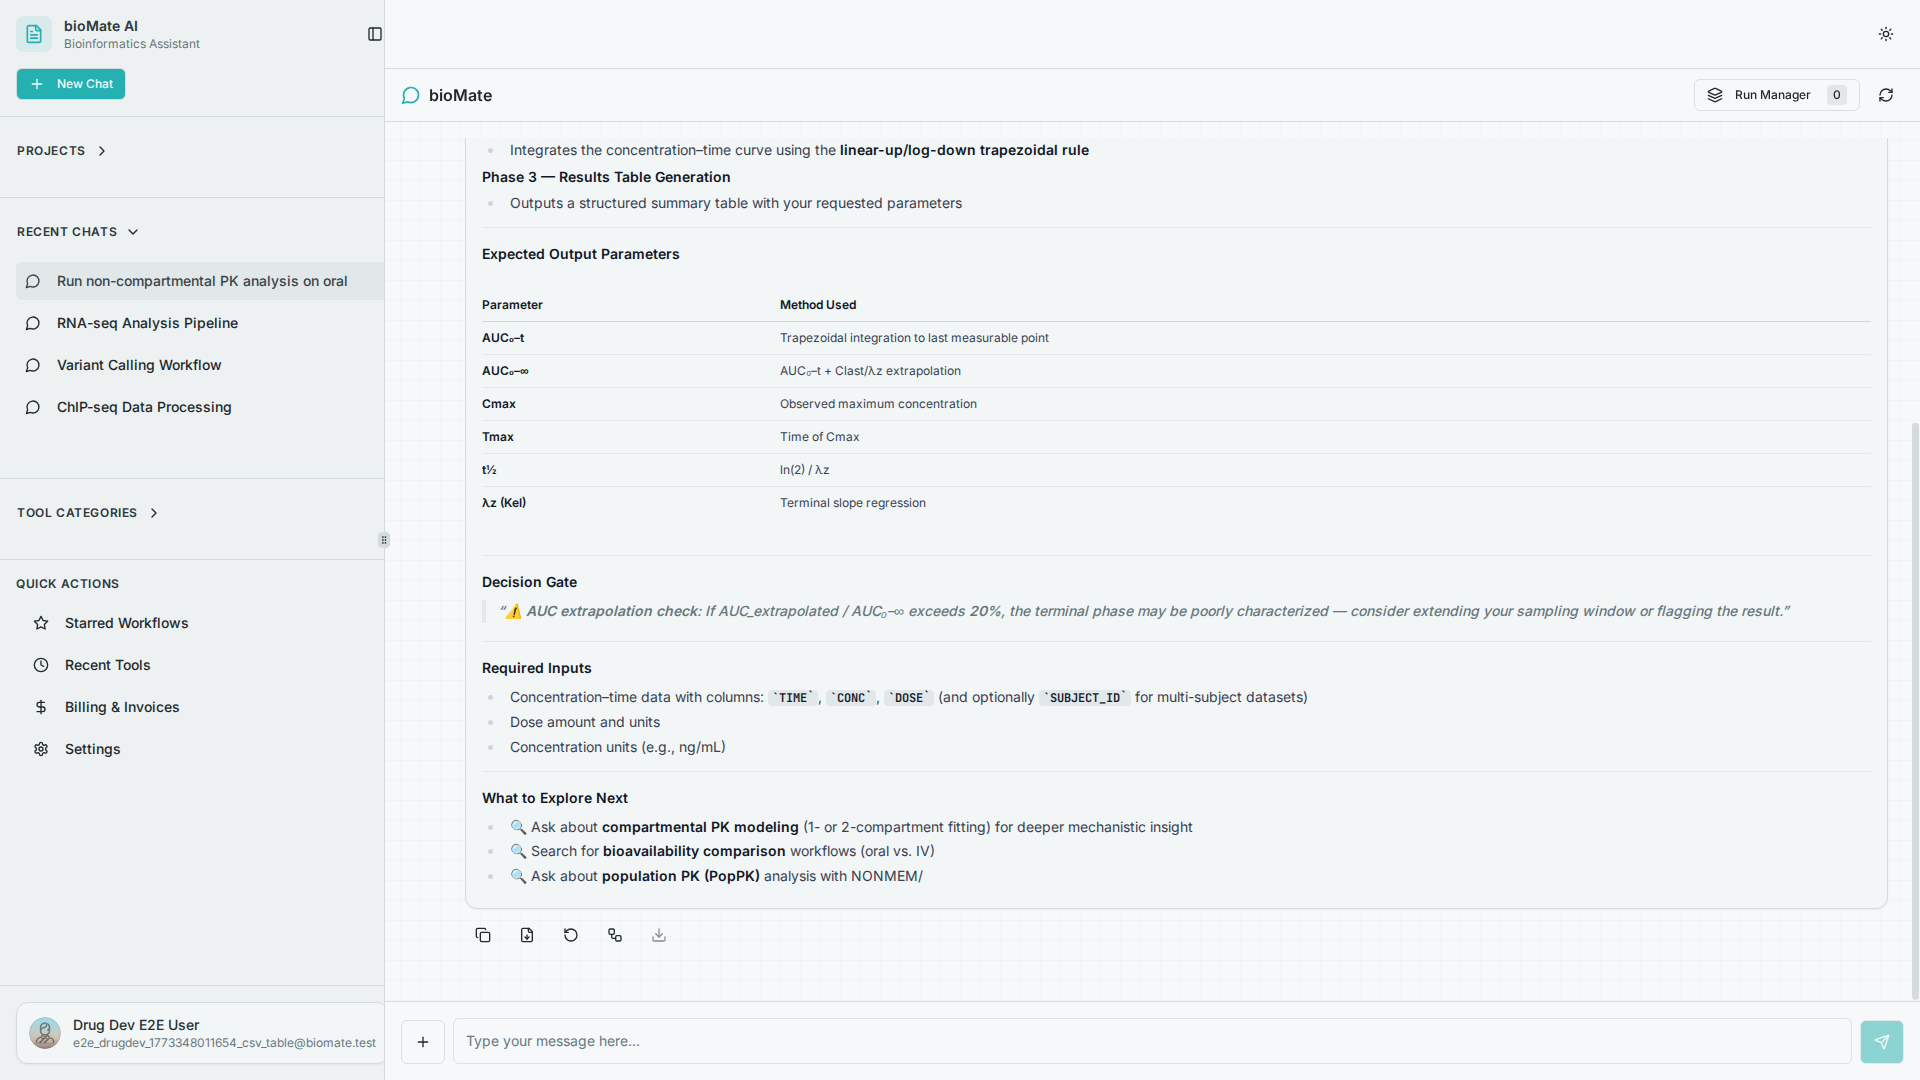 bioMate AI
Bioinformatics Assistant
New Chat
PROJECTS
RECENT CHATS
Run non-compartmental PK analysis on oral
RNA-seq Analysis Pipeline
Variant Calling Workflow
ChIP-seq Data Processing
TOOL CATEGORIES
QUICK ACTIONS
Starred Workflows
Recent Tools
Billing & Invoices
Settings
Drug Dev E2E User
e2e_drugdev_1773348011654_csv_table@biomate.test
bioMate
Run Manager 0
Integrates the concentration–time curve using the linear-up/log-down trapezoidal rule
Phase 3 — Results Table Generation
Outputs a structured summary table with your requested parameters
Expected Output Parameters
Parameter Method Used
AUC₀–t Trapezoidal integration to last measurable point
AUC₀–∞ AUC₀–t + Clast/λz extrapolation
Cmax Observed maximum concentration
Tmax Time of Cmax
t½ ln(2) / λz
λz (Kel) Terminal slope regression
Decision Gate
“⚠️ AUC extrapolation check: If AUC_extrapolated / AUC₀–∞ exceeds 20%, the terminal phase may be poorly characterized — consider extending your sampling window or flagging the result.”
Required Inputs
Concentration–time data with columns: `TIME`, `CONC`, `DOSE` (and optionally `SUBJECT_ID` for multi-subject datasets)
Dose amount and units
Concentration units (e.g., ng/mL)
What to Explore Next
🔍 Ask about compartmental PK modeling (1- or 2-compartment fitting) for deeper mechanistic insight
🔍 Search for bioavailability comparison workflows (oral vs. IV)
🔍 Ask about population PK (PopPK) analysis with NONMEM/
Type your message here...